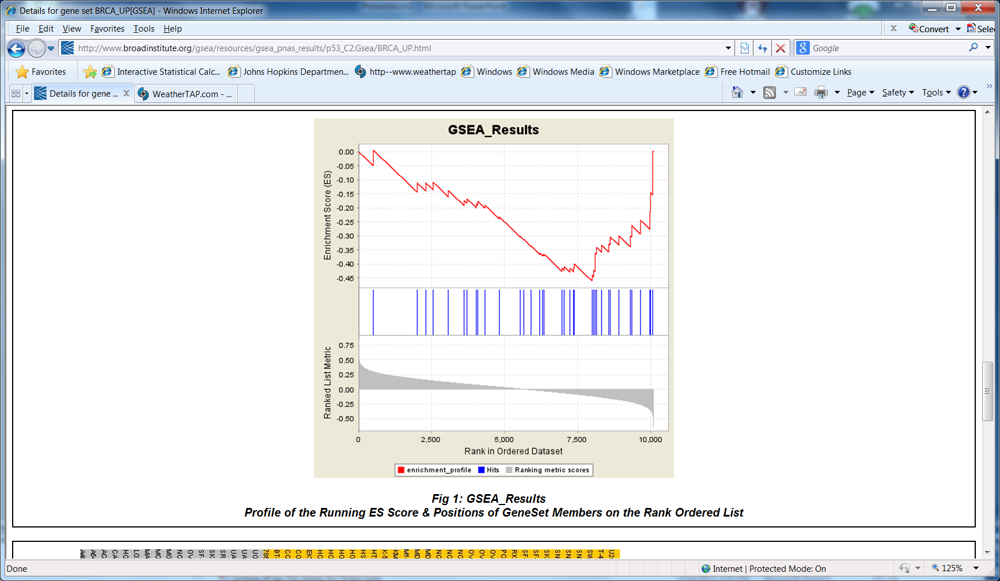 Details for gene set BRCA_UP[GSEA] - Windows Internet Explorer
File Edit View Favorites Tools Help
x Convert Selec
http://www.broadinstitute.org/gsea/resources/gsea_pnas_results/p53_C2.Gsea/BRCA_UP.html
Google
Favorites Interactive Statistical Calc... Johns Hopkins Departmen... http--www.weathertap Windows Windows Media Windows Marketplace Free Hotmail Customize Links
Details for gene ... WeatherTAP.com - ...
Page Safety Tools
GSEA_Results
Enrichment Score (ES)
0.00
-0.05
-0.10
-0.15
-0.20
-0.25
-0.30
-0.35
-0.40
-0.45
Ranked List Metric
0.75
0.50
0.25
0.00
-0.25
-0.50
0 2,500 5,000 7,500 10,000
Rank in Ordered Dataset
enrichment_profile Hits Ranking metric scores
Fig 1: GSEA_Results
Profile of the Running ES Score & Positions of GeneSet Members on the Rank Ordered List
Done
Internet | Protected Mode: On
125%